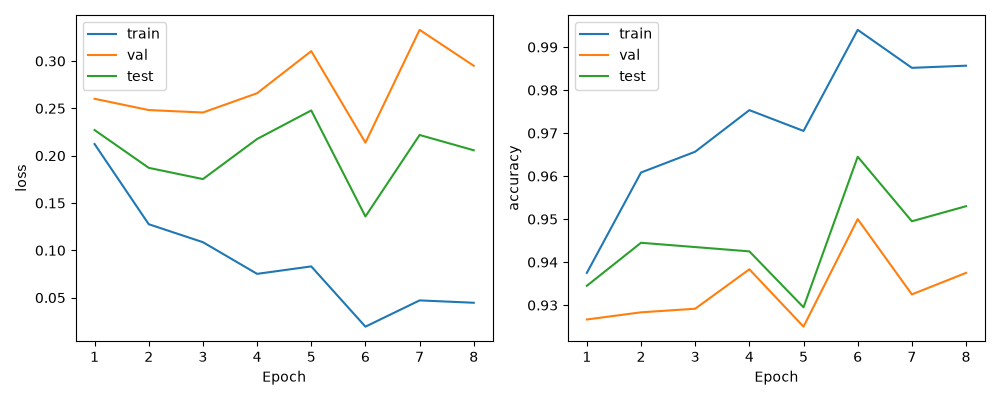 train
val
test
0.30
0.25
0.20
0.15
0.10
0.05
loss
1 2 3 4 5 6 7 8
Epoch
train
val
test
0.99
0.98
0.97
0.96
0.95
0.94
0.93
accuracy
1 2 3 4 5 6 7 8
Epoch